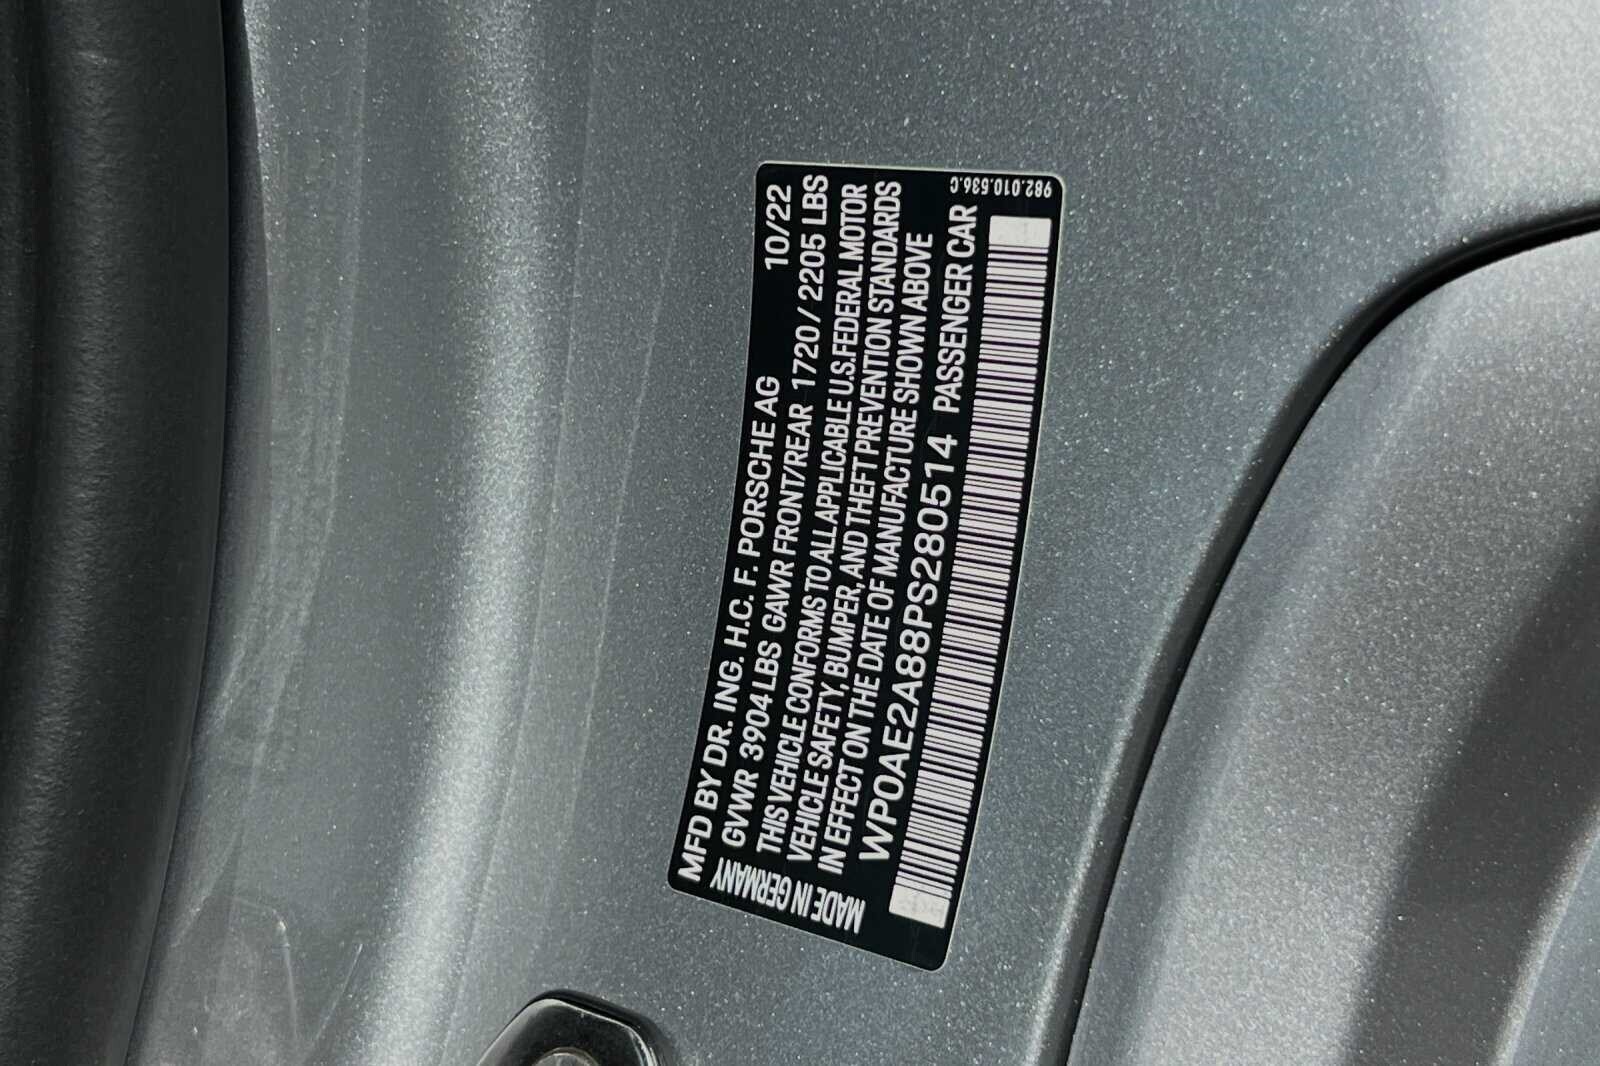 MFD BY DR. ING. H.C. F. PORSCHE AG 10/22
GVWR 3904 LBS GAWR FRONT/REAR 1720 / 2205 LBS
THIS VEHICLE CONFORMS TO ALL APPLICABLE U.S. FEDERAL MOTOR
VEHICLE SAFETY, BUMPER, AND THEFT PREVENTION STANDARDS
IN EFFECT ON THE DATE OF MANUFACTURE SHOWN ABOVE
WP0AE2A88PS280514 PASSENGER CAR
MADE IN GERMANY
982.010.536.C